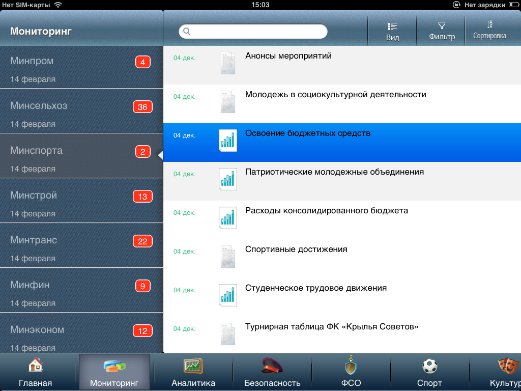 Нет SIM-карты
15:03
Нет зарядки
Мониторинг
Вид
Фильтр
Сортировка
Минпром
4
14 февраля
Минсельхоз
36
14 февраля
Минспорта
2
14 февраля
Минстрой
13
14 февраля
Минтранс
22
14 февраля
Минфин
9
14 февраля
Минэконом
12
14 февраля
04 дек.
Анонсы мероприятий
04 дек.
Молодежь в социокультурной деятельности
04 дек.
Освоение бюджетных средств
04 дек.
Патриотические молодежные объединения
04 дек.
Расходы консолидированного бюджета
04 дек.
Спортивные достижения
04 дек.
Студенческое трудовое движения
04 дек.
Турнирная таблица ФК «Крылья Советов»
Главная
Мониторинг
Аналитика
Безопасность
ФСО
Спорт
Культур